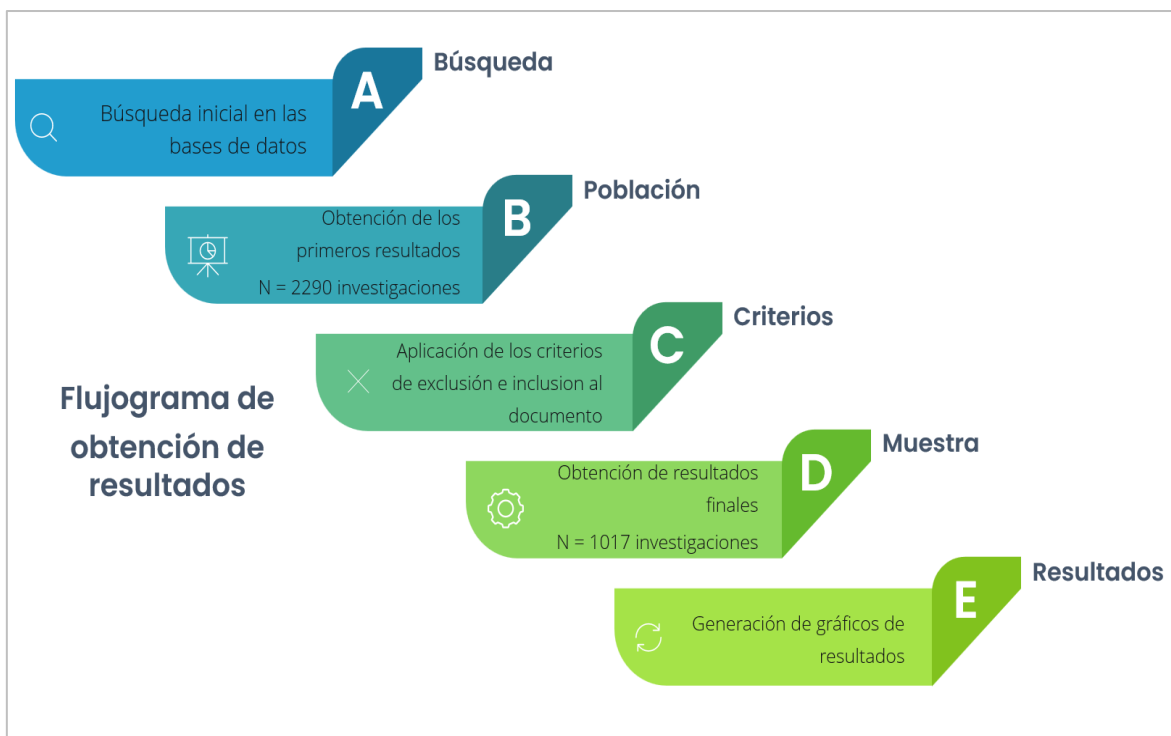 A
Búsqueda
Búsqueda inicial en las
bases de datos
B
Población
Obtención de los
primeros resultados
N = 2290 investigaciones
C
Criterios
Aplicación de los criterios
de exclusión e inclusion al
documento
Flujograma de
obtención de
resultados
D
Muestra
Obtención de resultados
finales
N = 1017 investigaciones
E
Resultados
Generación de gráficos de
resultados